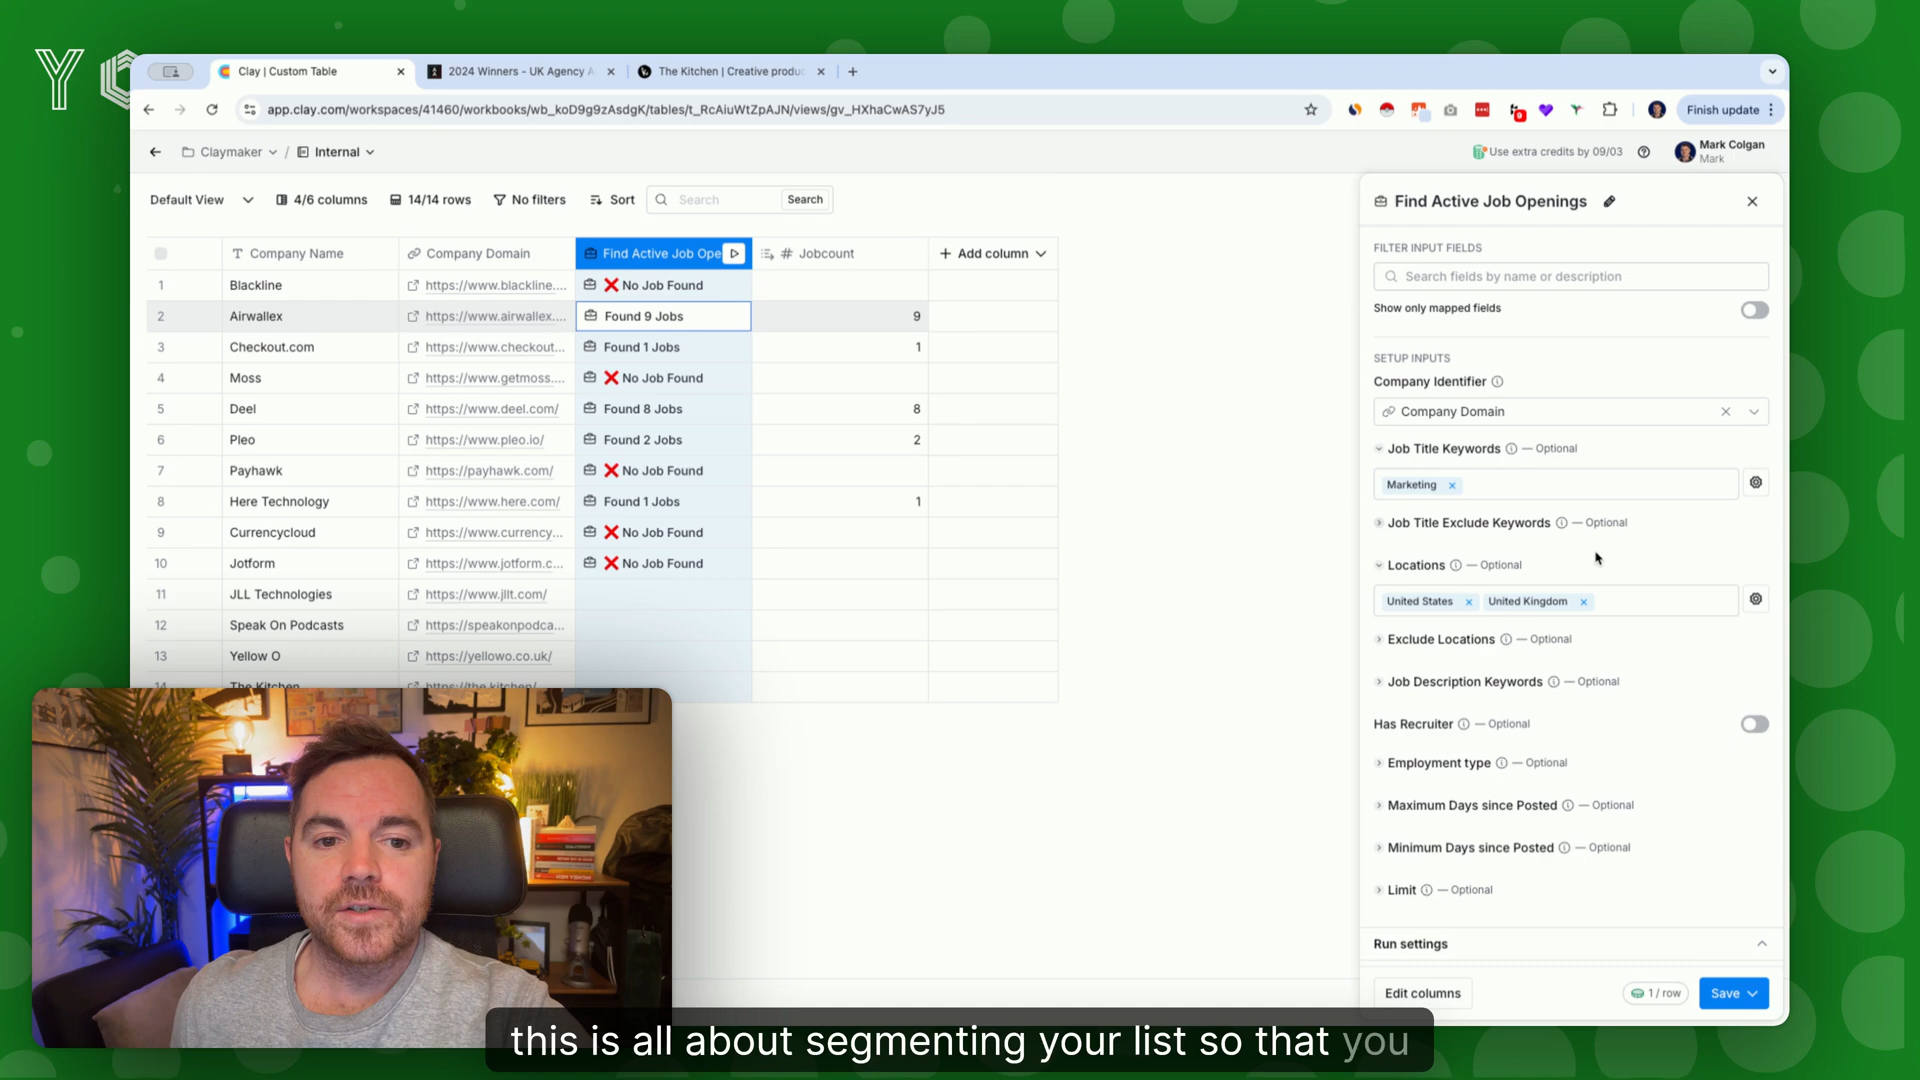 Y
Clay | Custom Table
2024 Winners - UK Agency A
The Kitchen | Creative produc
app.clay.com/workspaces/41460/workbooks/wb_koD9g9zAsdgK/tables/t_RcAiuWtZpAJN/views/gv_HXhaCwAS7yJ5
Finish update
Claymaker / Internal
Use extra credits by 09/03
Mark Colgan
Mark
Default View
4/6 columns
14/14 rows
No filters
Sort
Search
Search
Company Name
Company Domain
Find Active Job Ope
Jobcount
+ Add column
1 Blackline https://www.blackline.... ❌ No Job Found
2 Airwallex https://www.airwallex.... Found 9 Jobs 9
3 Checkout.com https://www.checkout... Found 1 Jobs 1
4 Moss https://www.getmoss.... ❌ No Job Found
5 Deel https://www.deel.com/ Found 8 Jobs 8
6 Pleo https://www.pleo.io/ Found 2 Jobs 2
7 Payhawk https://payhawk.com/ ❌ No Job Found
8 Here Technology https://www.here.com/ Found 1 Jobs 1
9 Currencycloud https://www.currency... ❌ No Job Found
10 Jotform https://www.jotform.c... ❌ No Job Found
11 JLL Technologies https://www.jllt.com/
12 Speak On Podcasts https://speakonpodca...
13 Yellow O https://yellowo.co.uk/
14 The Kitchen https://the.kitchen/
Find Active Job Openings
FILTER INPUT FIELDS
Search fields by name or description
Show only mapped fields
SETUP INPUTS
Company Identifier
Company Domain
Job Title Keywords — Optional
Marketing
Job Title Exclude Keywords — Optional
Locations — Optional
United States United Kingdom
Exclude Locations — Optional
Job Description Keywords — Optional
Has Recruiter — Optional
Employment type — Optional
Maximum Days since Posted — Optional
Minimum Days since Posted — Optional
Limit — Optional
Run settings
Edit columns
1 / row
Save
this is all about segmenting your list so that you